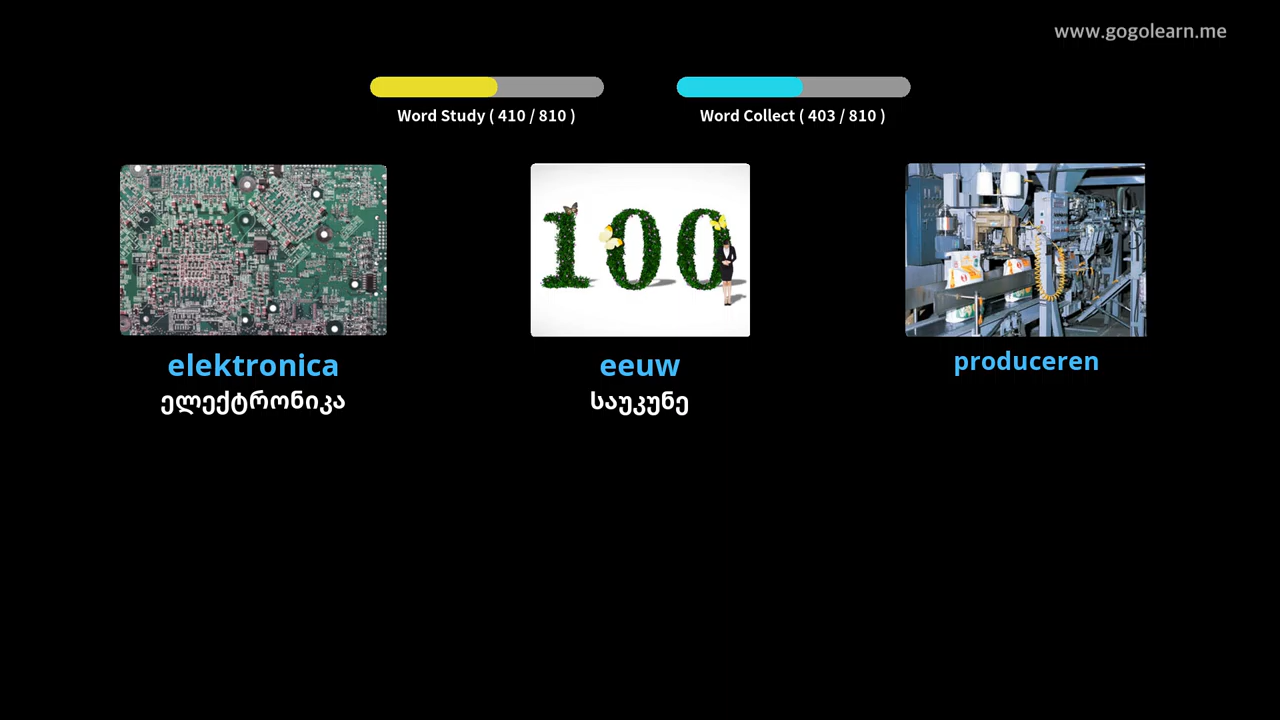 www.gogolearn.me
Word Study ( 410 / 810 )
Word Collect ( 403 / 810 )
100
elektronica
ელექტრონიკა
eeuw
საუკუნე
produceren